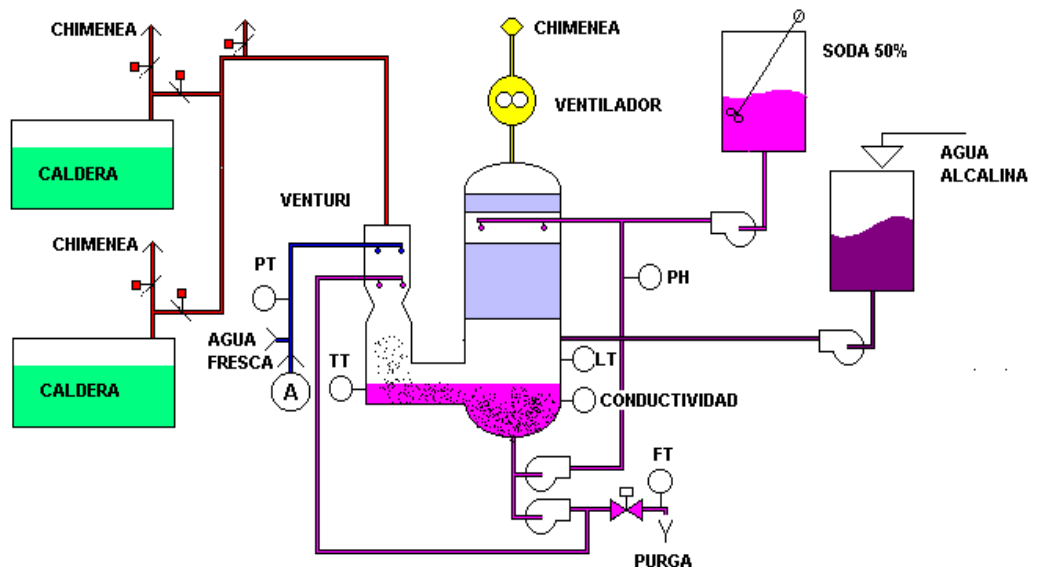 CHIMENEA
CHIMENEA
SODA 50%
VENTILADOR
AGUA
ALCALINA
CALDERA
VENTURI
CHIMENEA
PT
PH
AGUA
FRESCA
TT
LT
A
CALDERA
CONDUCTIVIDAD
FT
PURGA